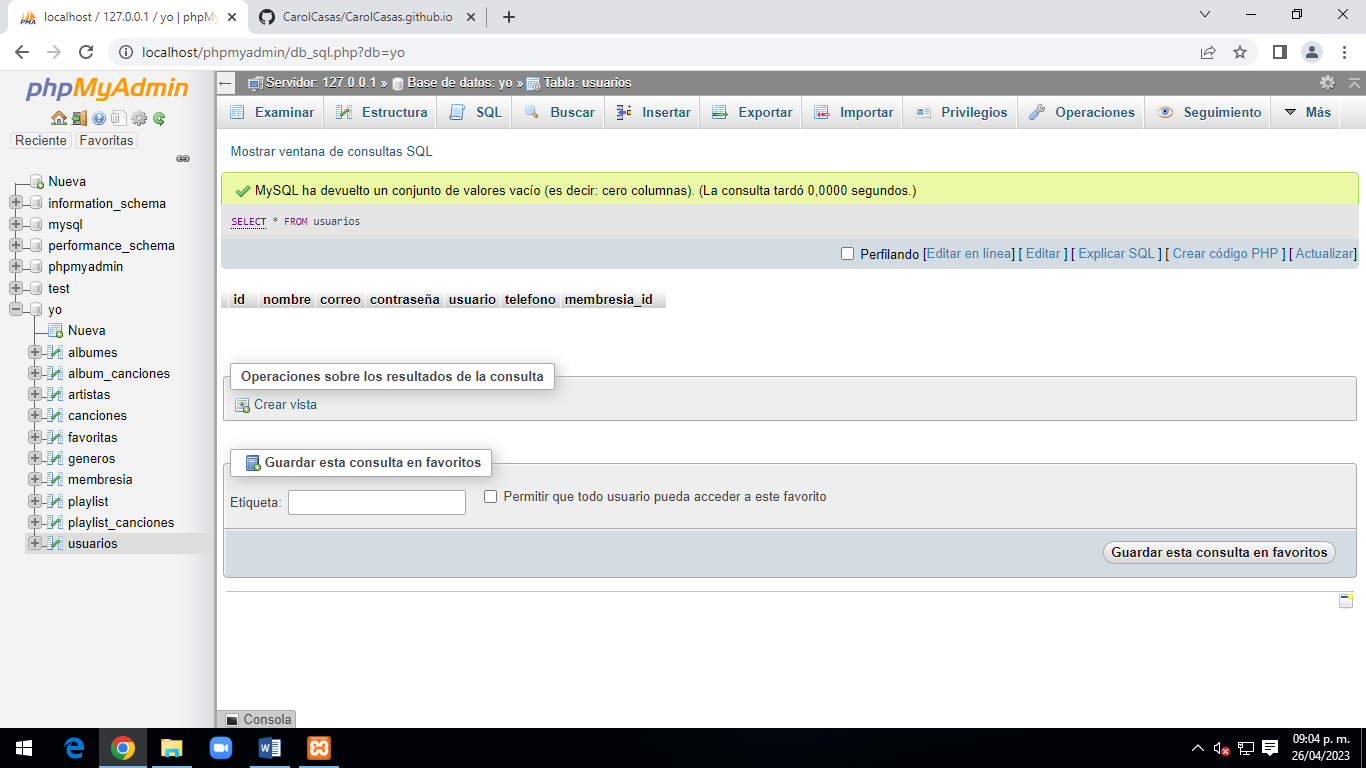 localhost / 127.0.0.1 / yo | phpMy
CarolCasas/CarolCasas.github.io
localhost/phpmyadmin/db_sql.php?db=yo
phpMyAdmin
Reciente
Favoritas
Nueva
information_schema
mysql
performance_schema
phpmyadmin
test
yo
Nueva
albumes
album_canciones
artistas
canciones
favoritas
generos
membresia
playlist
playlist_canciones
usuarios
Servidor: 127.0.0.1 » Base de datos: yo » Tabla: usuarios
Examinar Estructura SQL Buscar Insertar Exportar Importar Privilegios Operaciones Seguimiento Más
Mostrar ventana de consultas SQL
MySQL ha devuelto un conjunto de valores vacío (es decir: cero columnas). (La consulta tardó 0,0000 segundos.)
SELECT * FROM usuarios
Perfilando [Editar en línea] [ Editar ] [ Explicar SQL ] [ Crear código PHP ] [ Actualizar]
id nombre correo contraseña usuario telefono membresia_id
Operaciones sobre los resultados de la consulta
Crear vista
Guardar esta consulta en favoritos
Etiqueta: Permitir que todo usuario pueda acceder a este favorito
Guardar esta consulta en favoritos
Consola
09:04 p. m.
26/04/2023